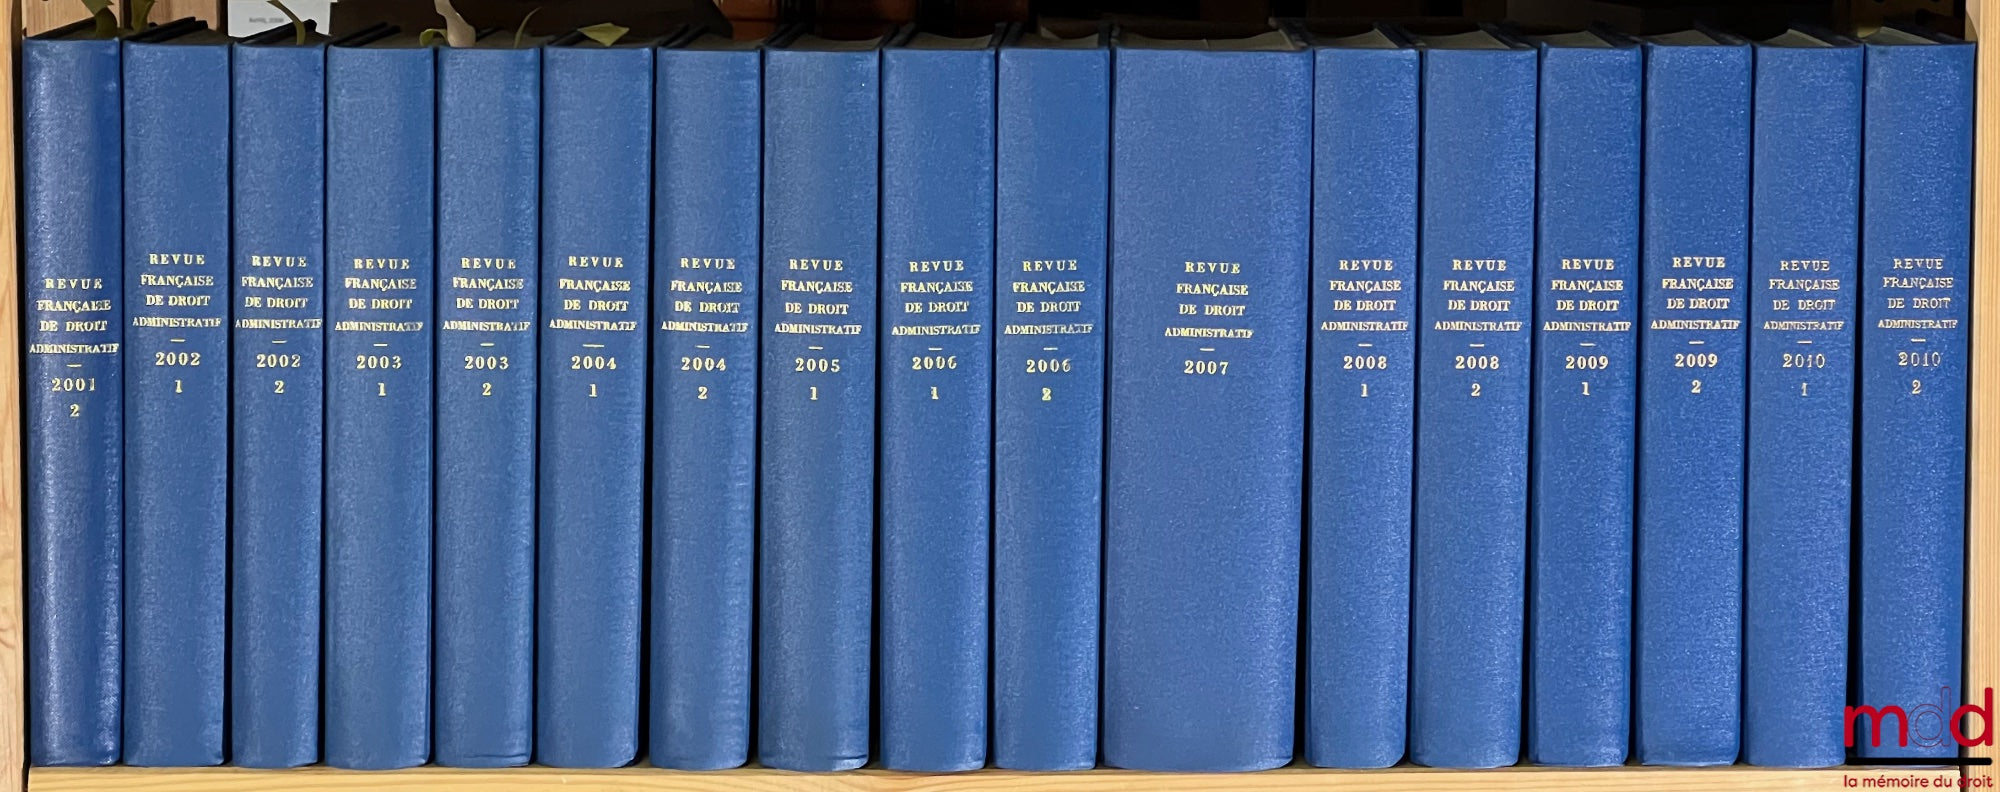 REVUE
FRANÇAISE
DE DROIT
ADMINISTRATIF
2001
2
REVUE
FRANÇAISE
DE DROIT
ADMINISTRATIF
2002
1
REVUE
FRANÇAISE
DE DROIT
ADMINISTRATIF
2002
2
REVUE
FRANÇAISE
DE DROIT
ADMINISTRATIF
2003
1
REVUE
FRANÇAISE
DE DROIT
ADMINISTRATIF
2003
2
REVUE
FRANÇAISE
DE DROIT
ADMINISTRATIF
2004
1
REVUE
FRANÇAISE
DE DROIT
ADMINISTRATIF
2004
2
REVUE
FRANÇAISE
DE DROIT
ADMINISTRATIF
2005
1
REVUE
FRANÇAISE
DE DROIT
ADMINISTRATIF
2006
1
REVUE
FRANÇAISE
DE DROIT
ADMINISTRATIF
2006
2
REVUE
FRANÇAISE
DE DROIT
ADMINISTRATIF
2007
REVUE
FRANÇAISE
DE DROIT
ADMINISTRATIF
2008
1
REVUE
FRANÇAISE
DE DROIT
ADMINISTRATIF
2008
2
REVUE
FRANÇAISE
DE DROIT
ADMINISTRATIF
2009
1
REVUE
FRANÇAISE
DE DROIT
ADMINISTRATIF
2009
2
REVUE
FRANÇAISE
DE DROIT
ADMINISTRATIF
2010
1
REVUE
FRANÇAISE
DE DROIT
ADMINISTRATIF
2010
2
mdd
la mémoire du droit